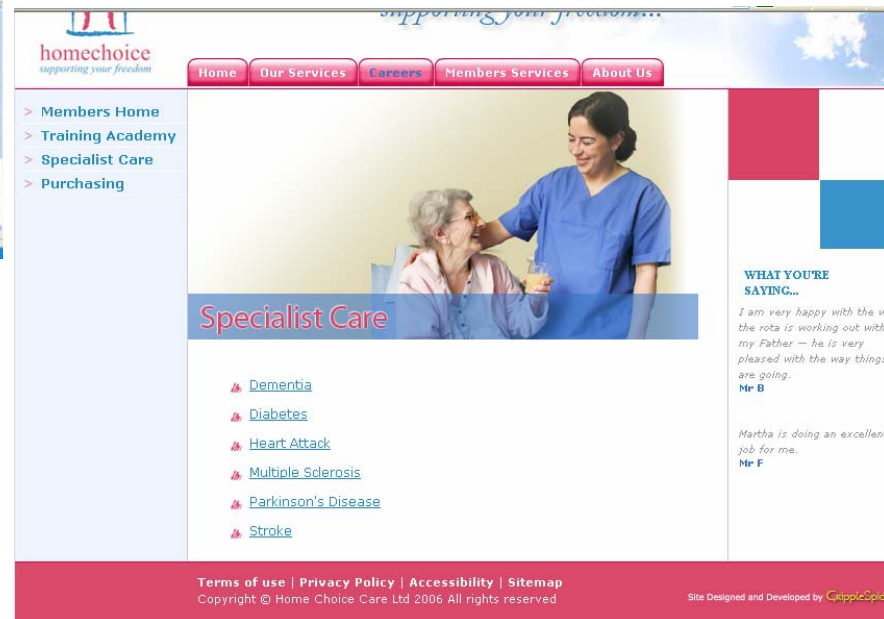 supporting your freedom...
homechoice
supporting your freedom
Home Our Services Careers Members Services About Us
> Members Home
> Training Academy
> Specialist Care
> Purchasing
Specialist Care
Dementia
Diabetes
Heart Attack
Multiple Sclerosis
Parkinson's Disease
Stroke
WHAT YOU'RE
SAYING...
I am very happy with the
the rota is working out with
my Father — he is very
pleased with the way things
are going.
Mr B
Martha is doing an excellent
job for me.
Mr F
Terms of use | Privacy Policy | Accessibility | Sitemap
Copyright © Home Choice Care Ltd 2006 All rights reserved
Site Designed and Developed by